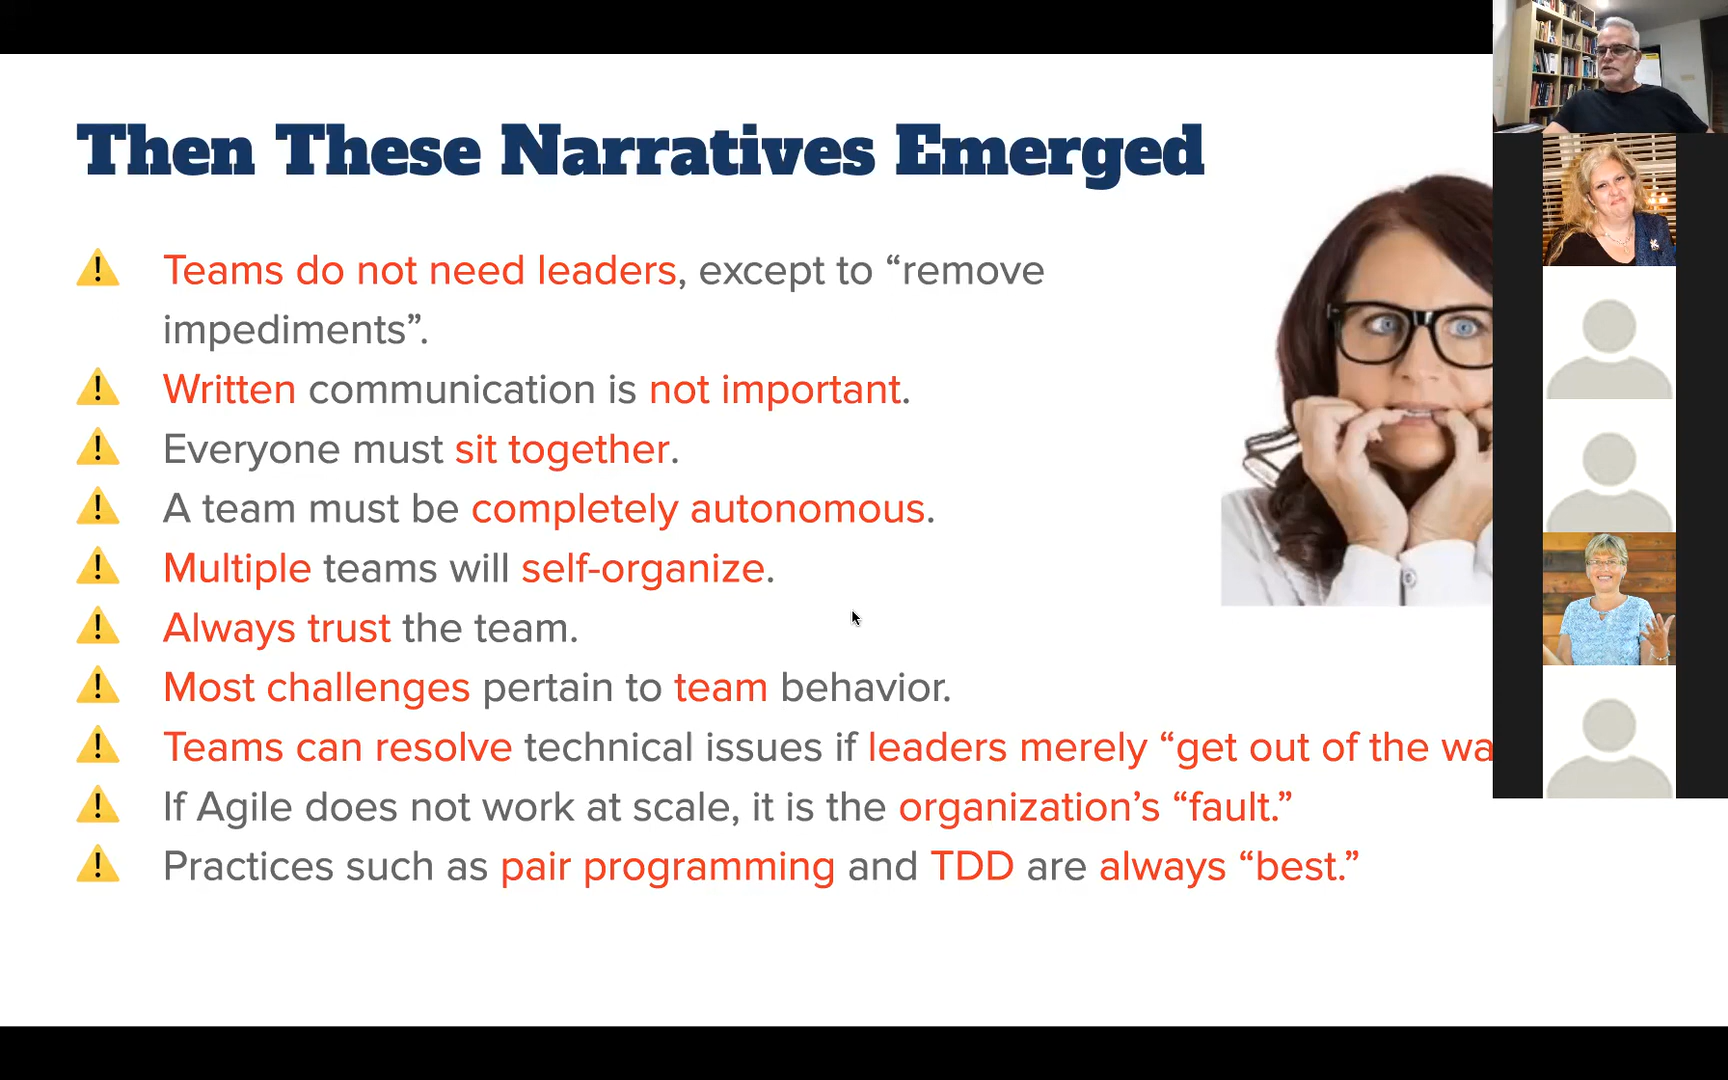 Then These Narratives Emerged
Teams do not need leaders, except to “remove
impediments”.
Written communication is not important.
Everyone must sit together.
A team must be completely autonomous.
Multiple teams will self-organize.
Always trust the team.
Most challenges pertain to team behavior.
Teams can resolve technical issues if leaders merely “get out of the wa
If Agile does not work at scale, it is the organization’s “fault.”
Practices such as pair programming and TDD are always “best.”